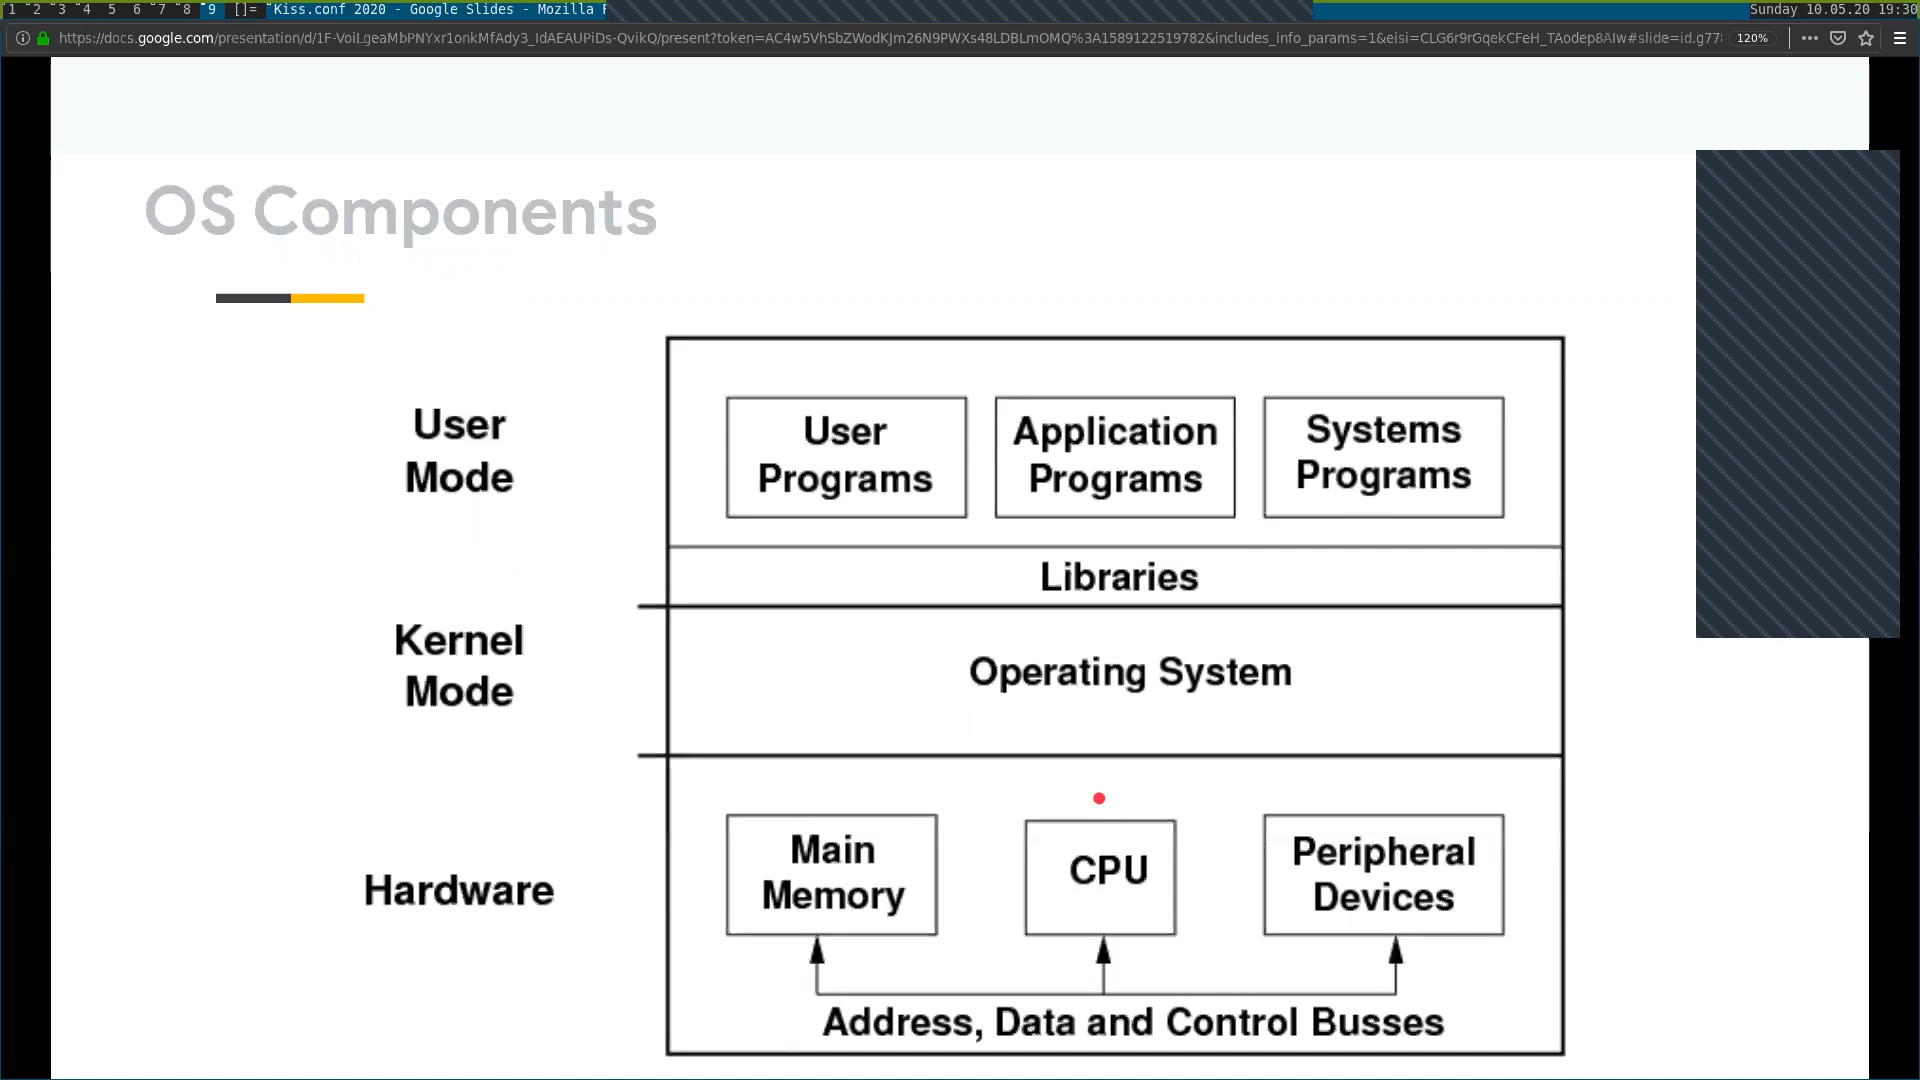 1 2 3 4 5 6 7 8 9 []= Kiss.conf 2020 - Google Slides - Mozilla F Sunday 10.05.20 19:30
https://docs.google.com/presentation/d/1F-VoiLgeaMbPNYxr1onkMfAdy3_IdAEAUPiDs-QvikQ/present?token=AC4w5VhSbZWodKJm26N9PWXs48LDBLmOMQ%3A1589122519782&includes_info_params=1&eisi=CLG6r9rGqekCFeH_TAodep8AIw#slide=id.g77 120%
OS Components
User
Mode
User
Programs
Application
Programs
Systems
Programs
Libraries
Kernel
Mode
Operating System
Hardware
Main
Memory
CPU
Peripheral
Devices
Address, Data and Control Busses